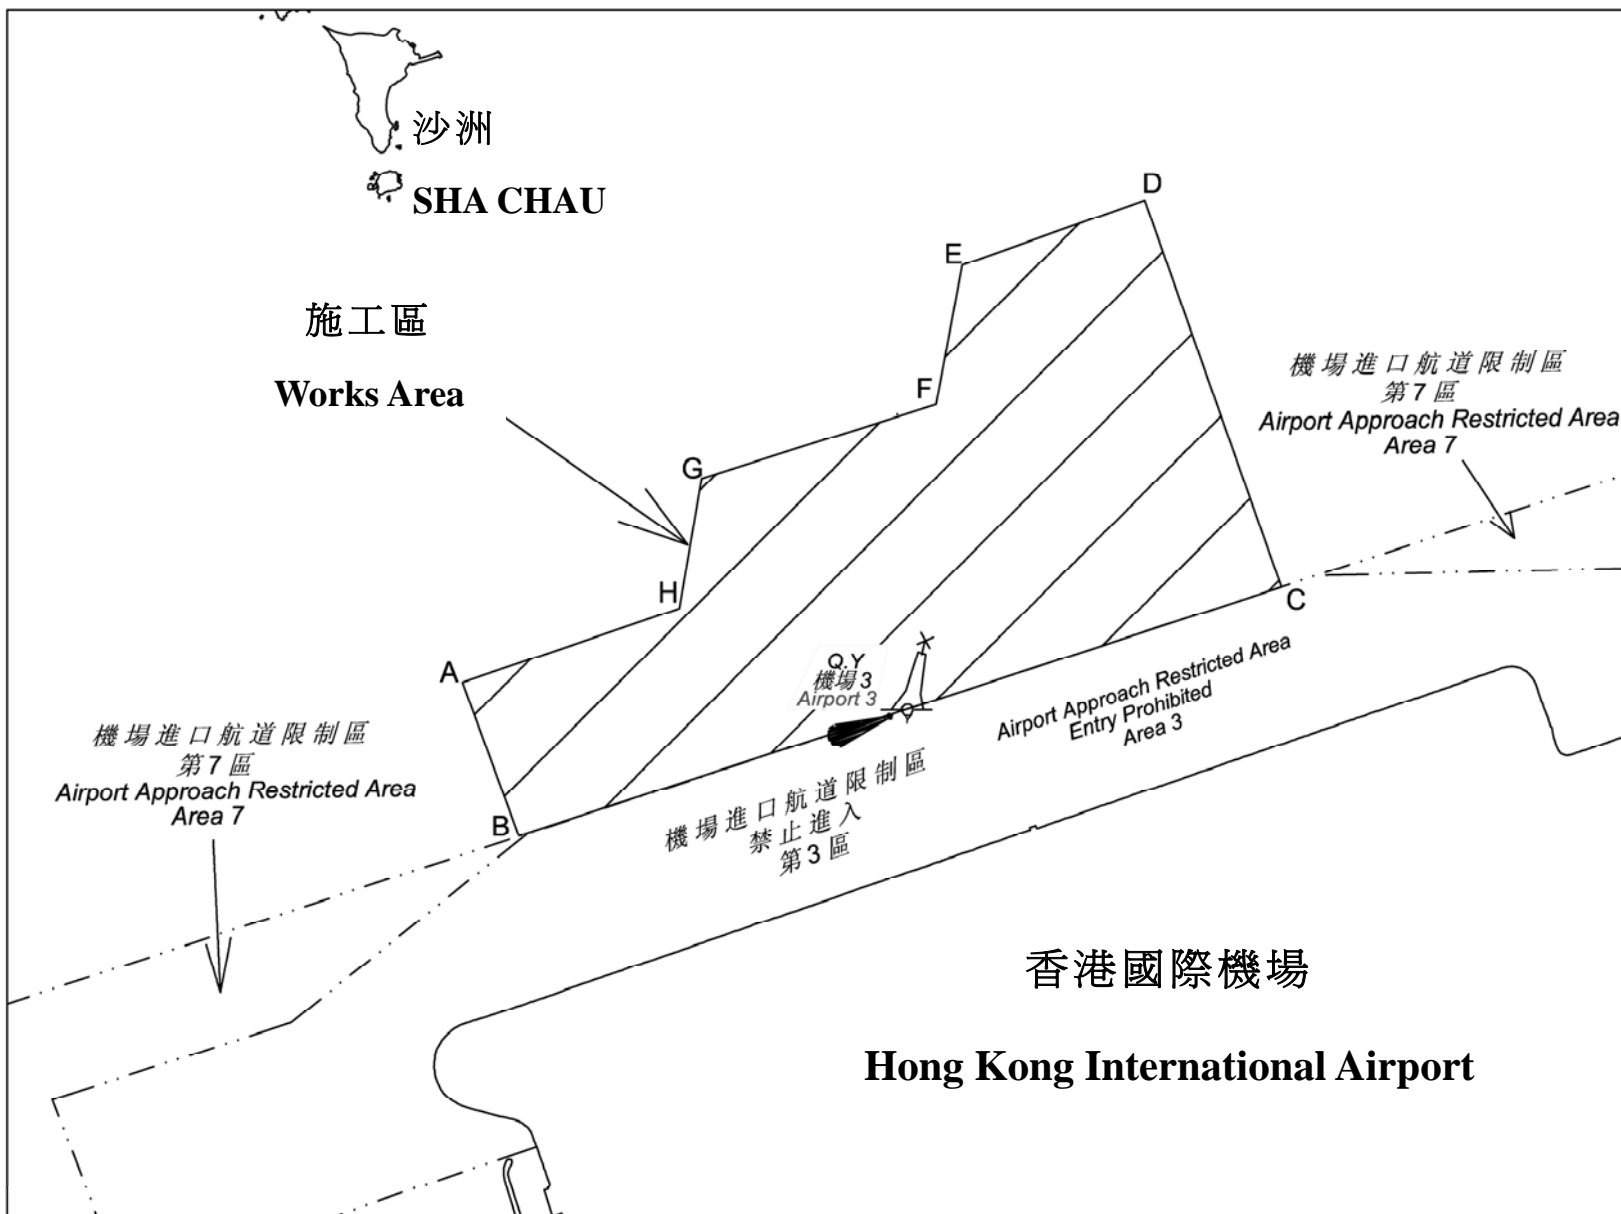 沙洲
SHA CHAU
D
E
施工區
Works Area
F
機場進口航道限制區
第7區
Airport Approach Restricted Area
Area 7
G
H
C
A
Q.Y
機場3
Airport 3
Airport Approach Restricted Area
Entry Prohibited
Area 3
機場進口航道限制區
第7區
Airport Approach Restricted Area
Area 7
B
機場進口航道限制區
禁止進入
第3區
香港國際機場
Hong Kong International Airport